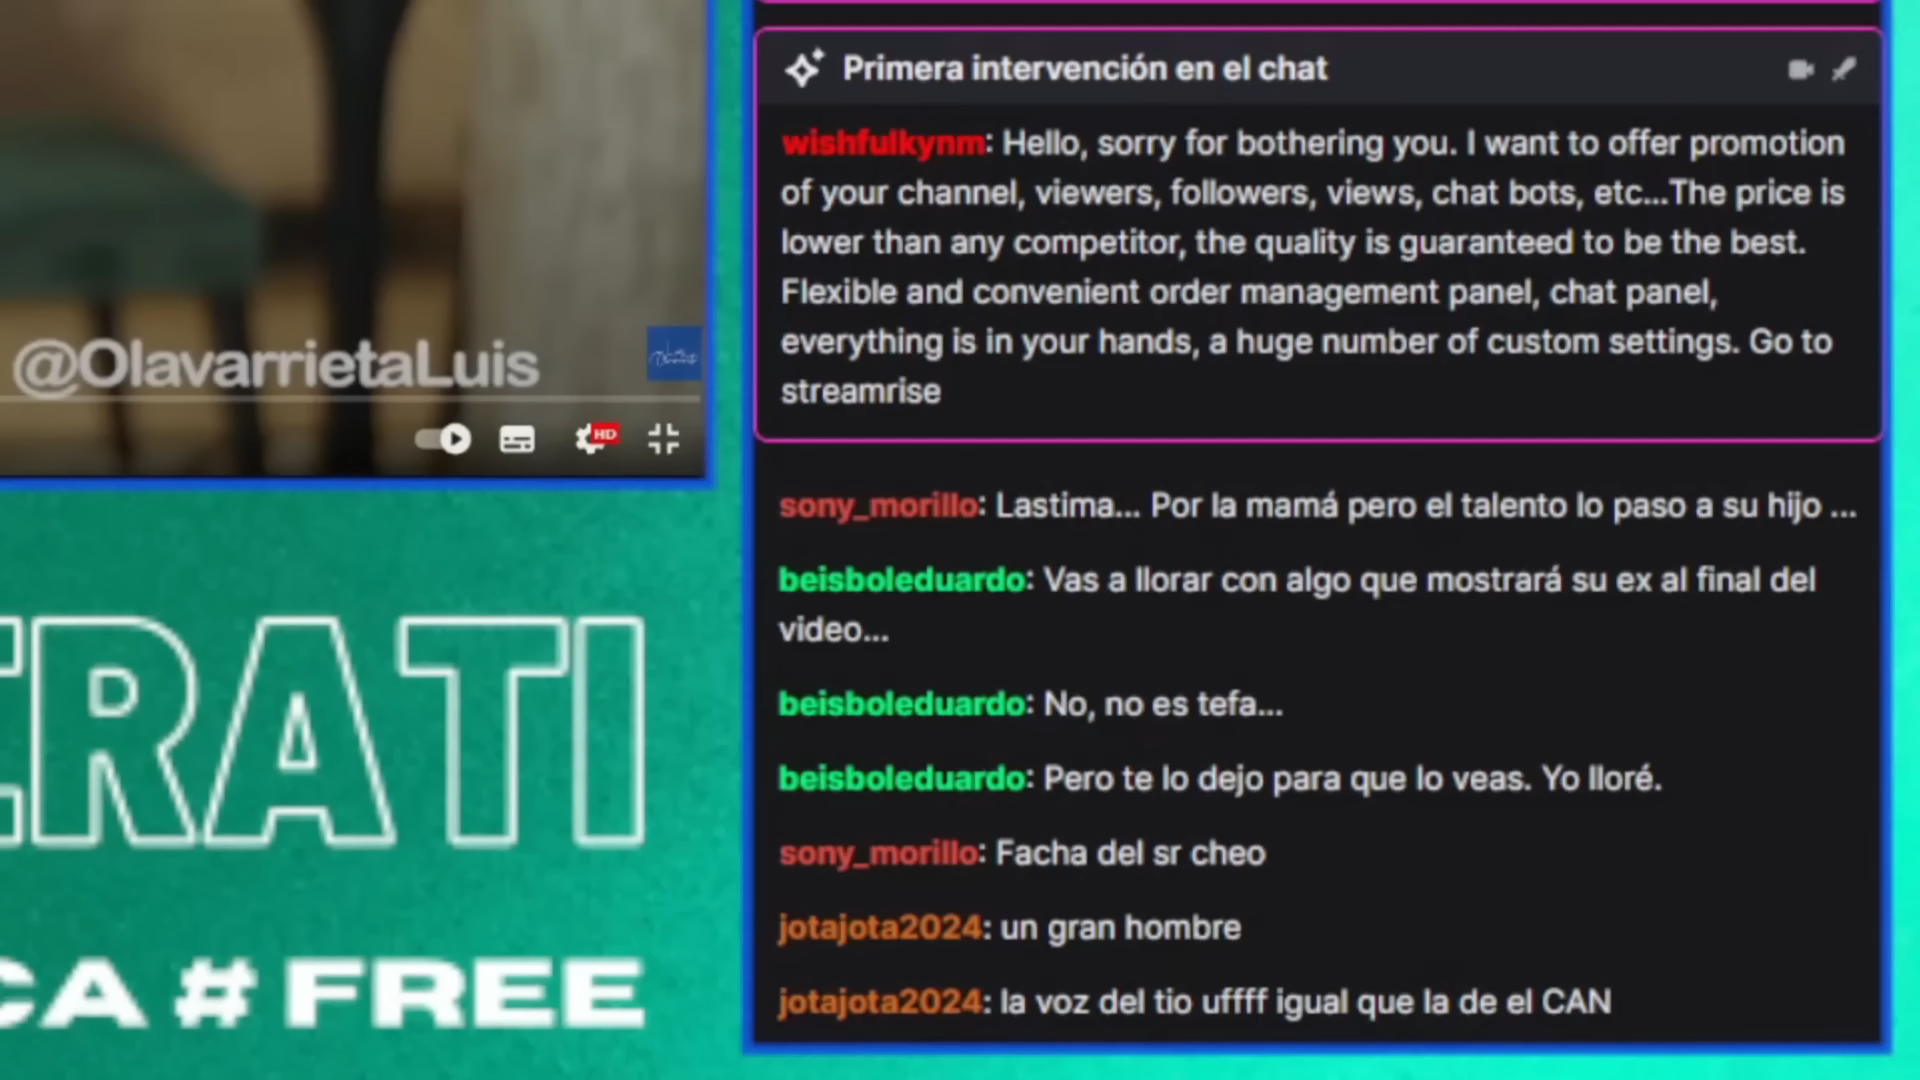 Primera intervención en el chat
wishfulkynm: Hello, sorry for bothering you. I want to offer promotion
of your channel, viewers, followers, views, chat bots, etc...The price is
lower than any competitor, the quality is guaranteed to be the best.
Flexible and convenient order management panel, chat panel,
everything is in your hands, a huge number of custom settings. Go to
streamrise
sony_morillo: Lastima... Por la mamá pero el talento lo paso a su hijo ...
beisboleduardo: Vas a llorar con algo que mostrará su ex al final del
video...
beisboleduardo: No, no es tefa...
beisboleduardo: Pero te lo dejo para que lo veas. Yo lloré.
sony_morillo: Facha del sr cheo
jotajota2024: un gran hombre
jotajota2024: la voz del tio uffff igual que la de el CAN
@OlavarrietaLuis
HD
ERATI
CA # FREE